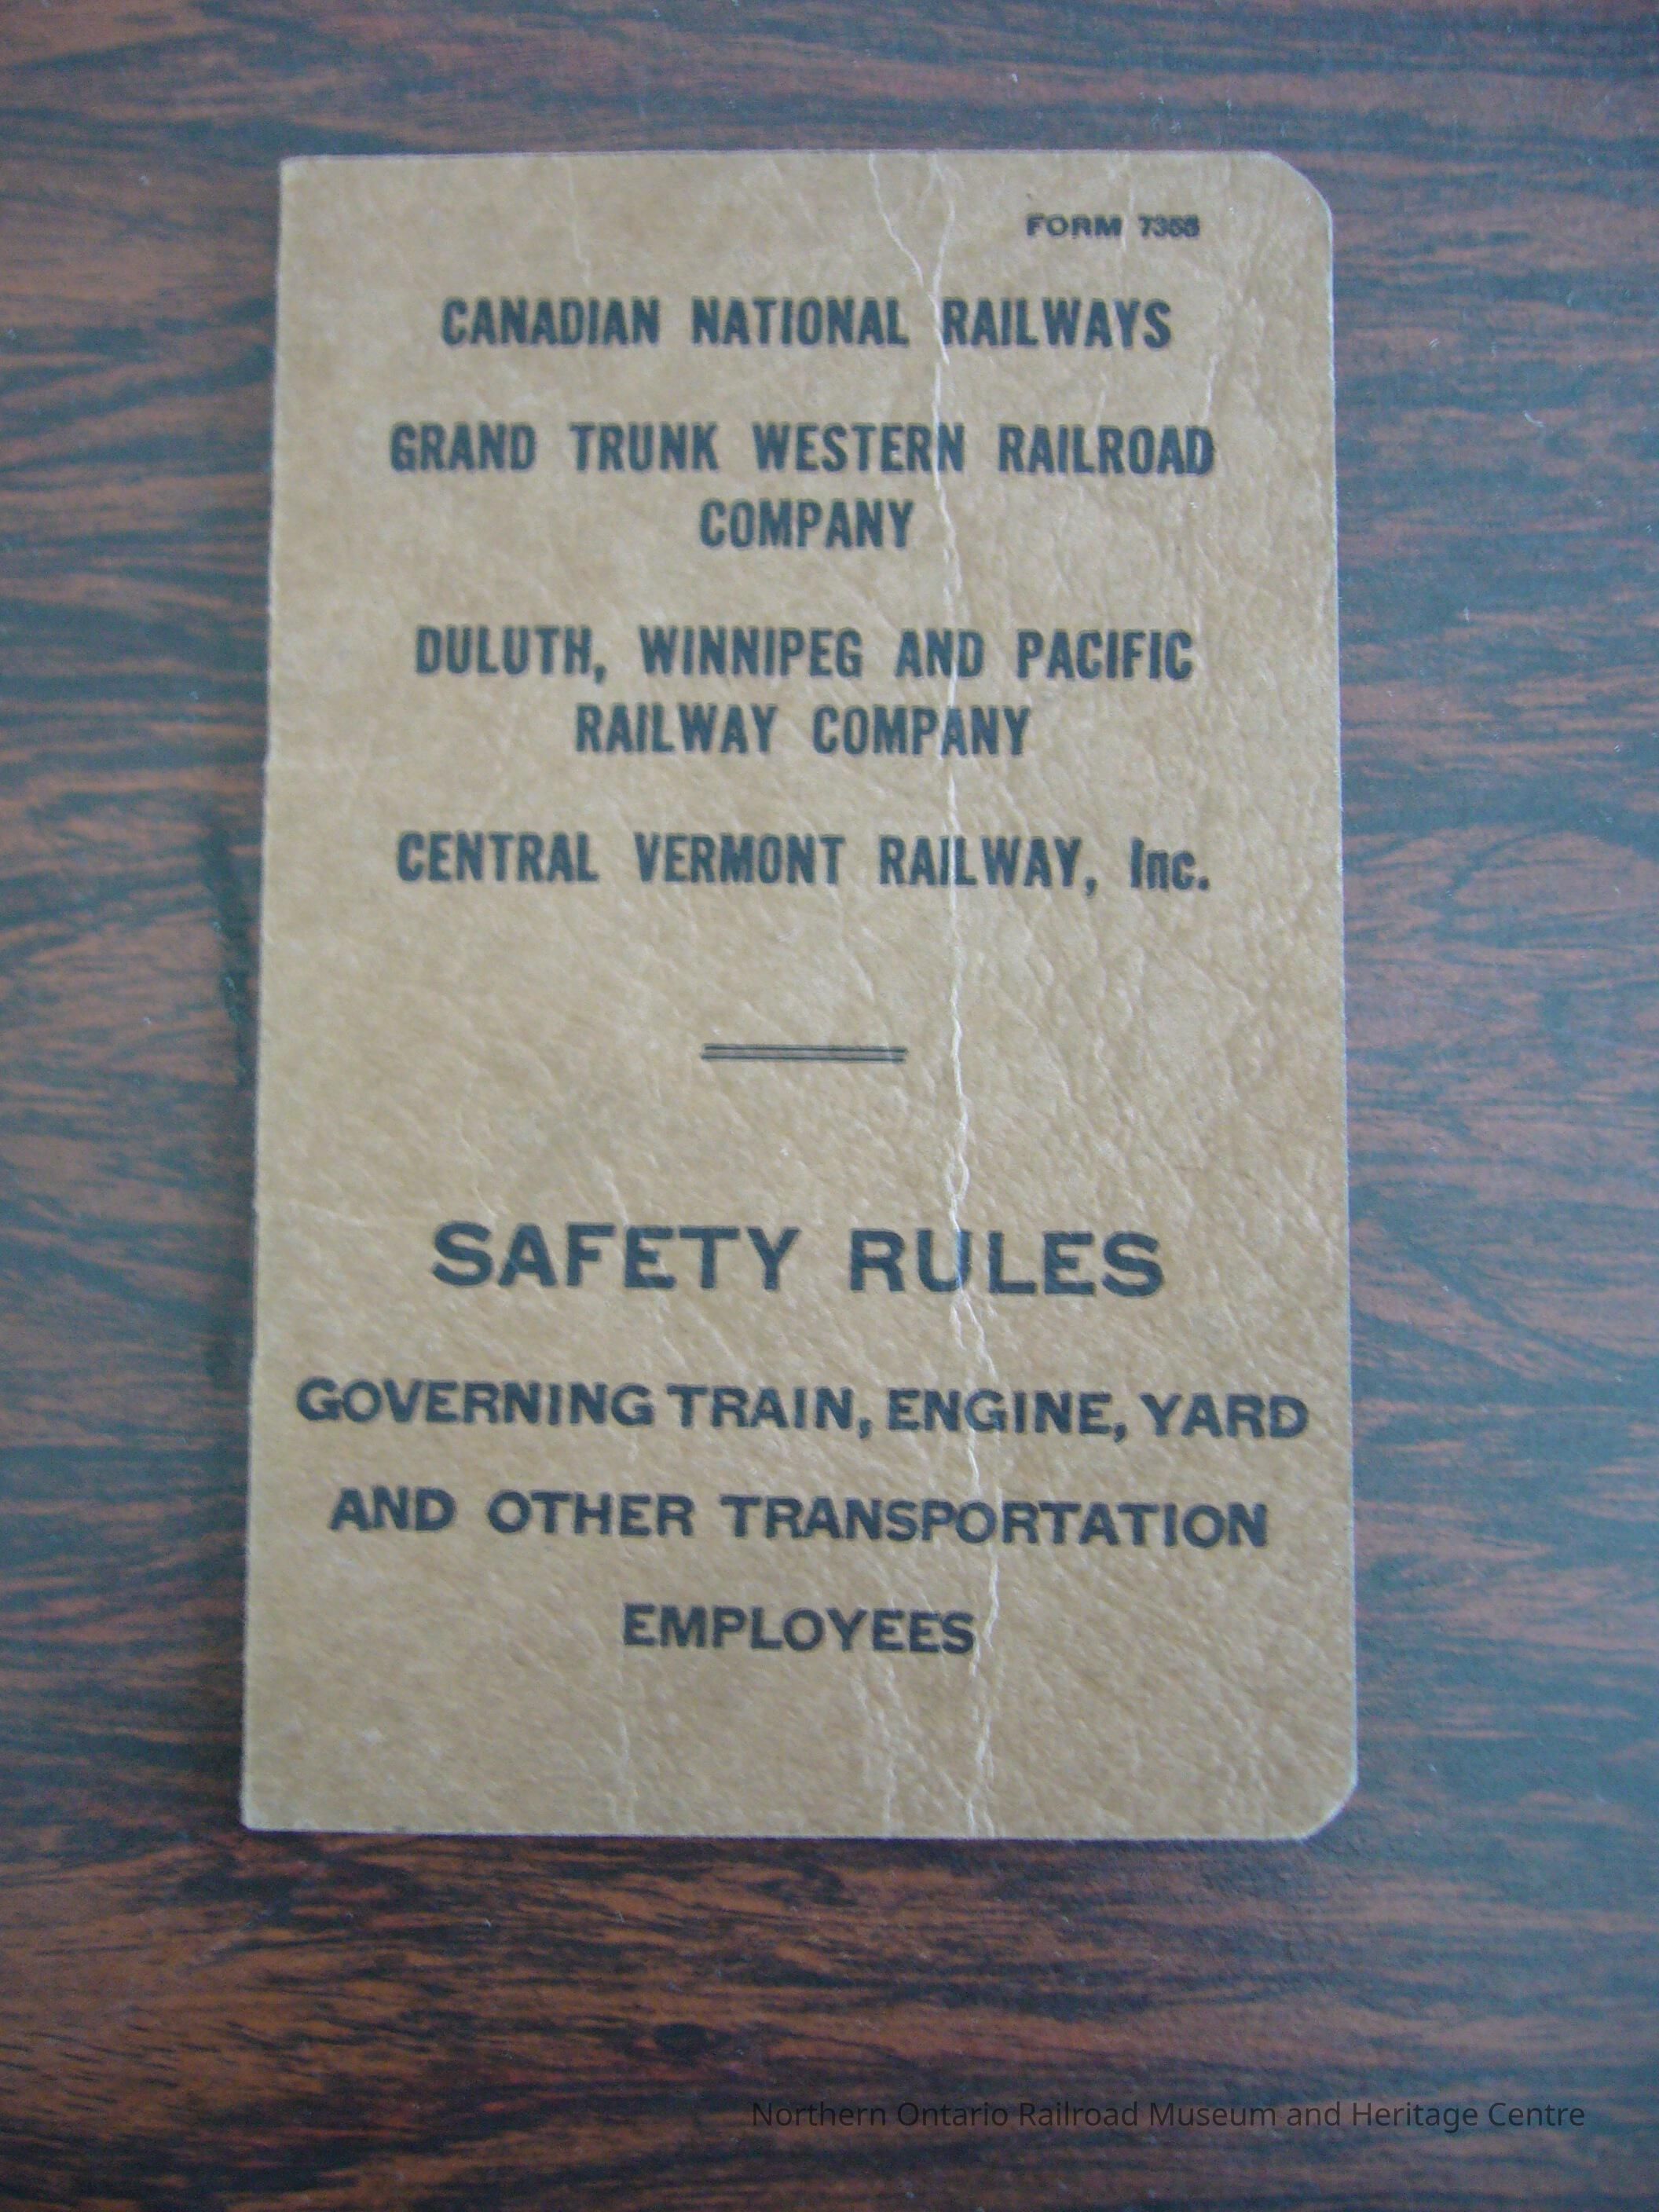 FORM
CANADIAN NATIONAL RAILWAYS
GRAND TRUNK WESTERN RAILROAD
COMPANY
DULUTH, WINNIPEG AND PACIFIC
RAILWAY COMPANY
CENTRAL VERMONT RAILWAY, Inc.
SAFETY RULES
GOVERNING TRAIN, ENGINE, YARD
AND OTHER TRANSPORTATION
EMPLOYEES
Northern Ontario Railroad Museum and Heritage Centre